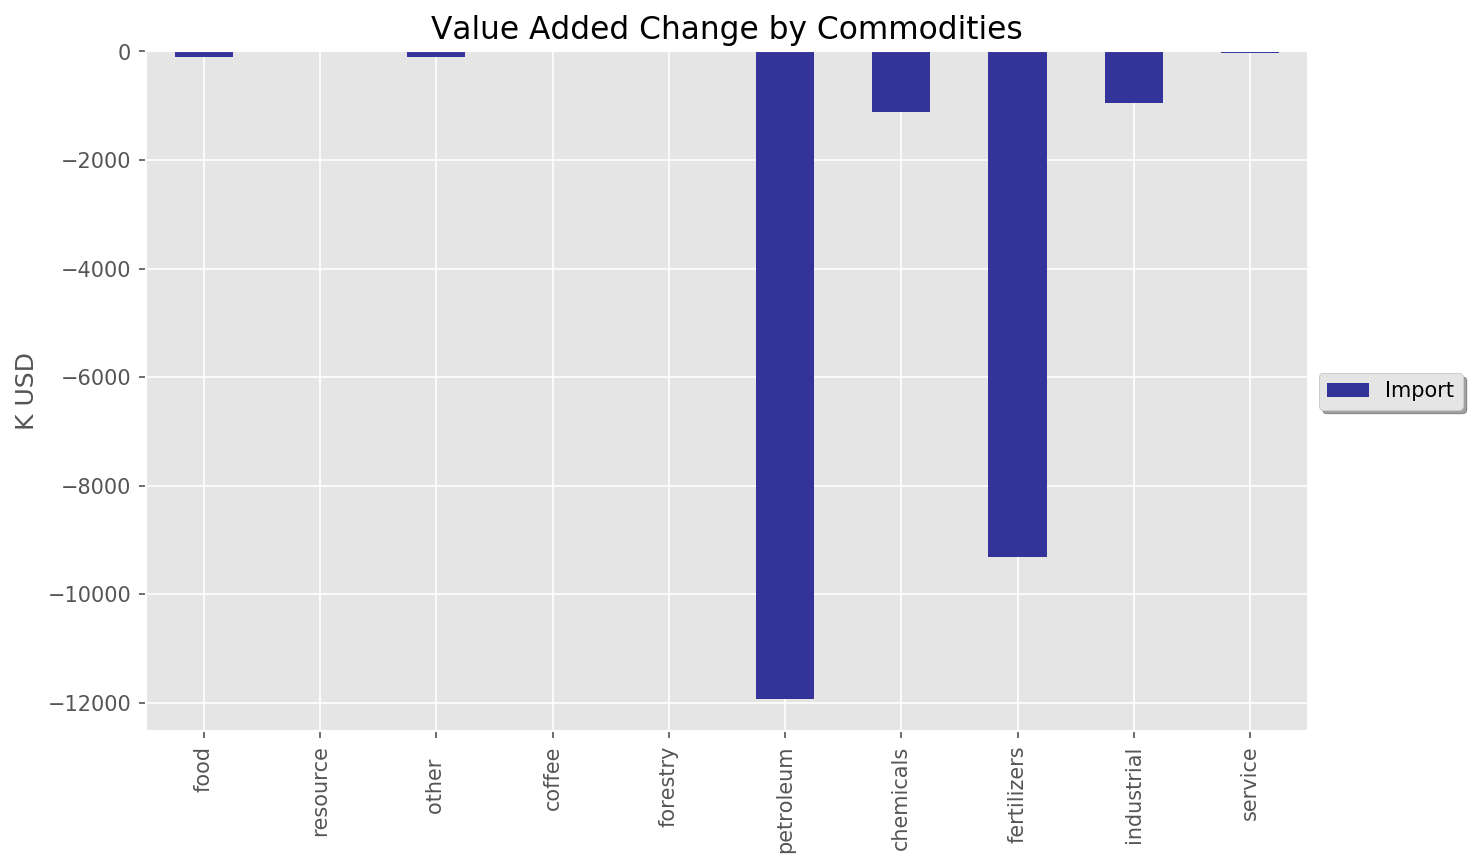 Value Added Change by Commodities
K USD
0
−2000
−4000
−6000
−8000
−10000
−12000
food
resource
other
coffee
forestry
petroleum
chemicals
fertilizers
industrial
service
Import